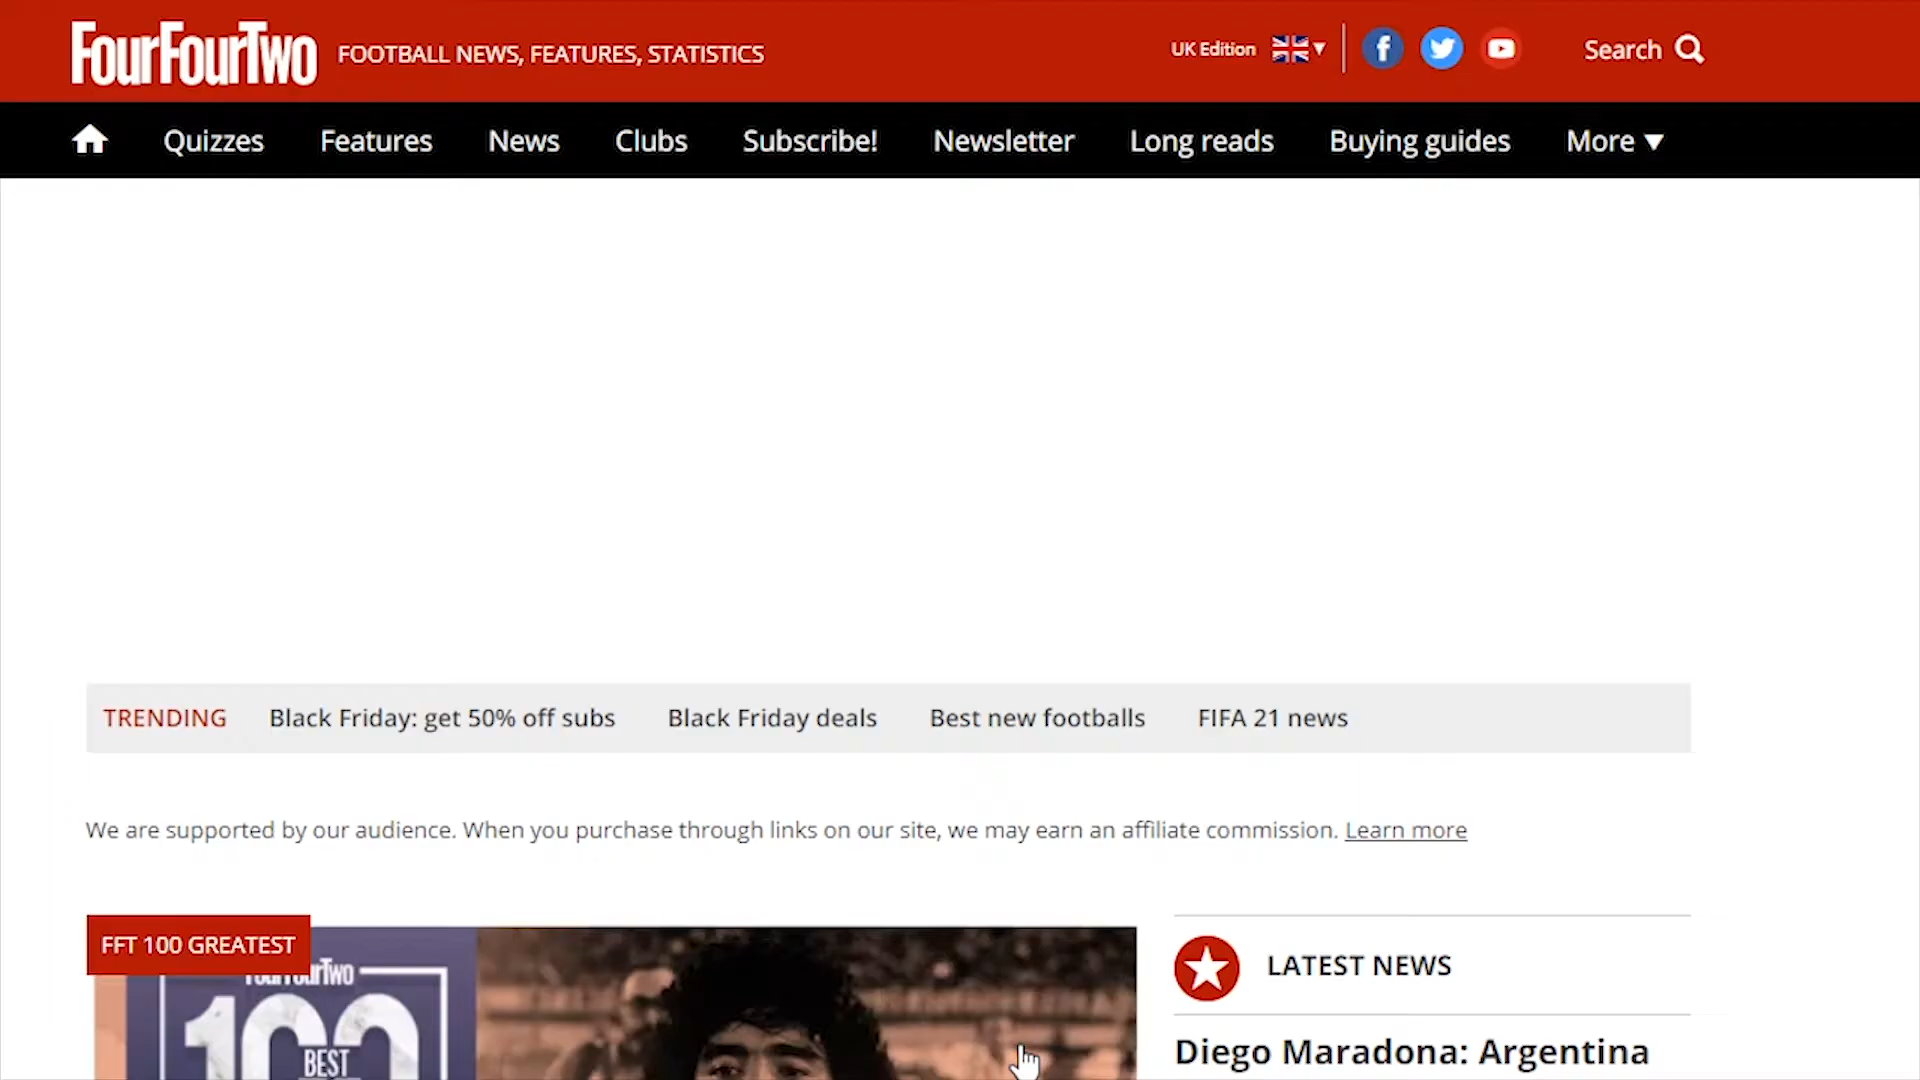 FourFourTwo FOOTBALL NEWS, FEATURES, STATISTICS UK Edition Search
Quizzes Features News Clubs Subscribe! Newsletter Long reads Buying guides More
TRENDING Black Friday: get 50% off subs Black Friday deals Best new footballs FIFA 21 news
We are supported by our audience. When you purchase through links on our site, we may earn an affiliate commission. Learn more
FFT 100 GREATEST
FourFourTwo
100
BEST
LATEST NEWS
Diego Maradona: Argentina